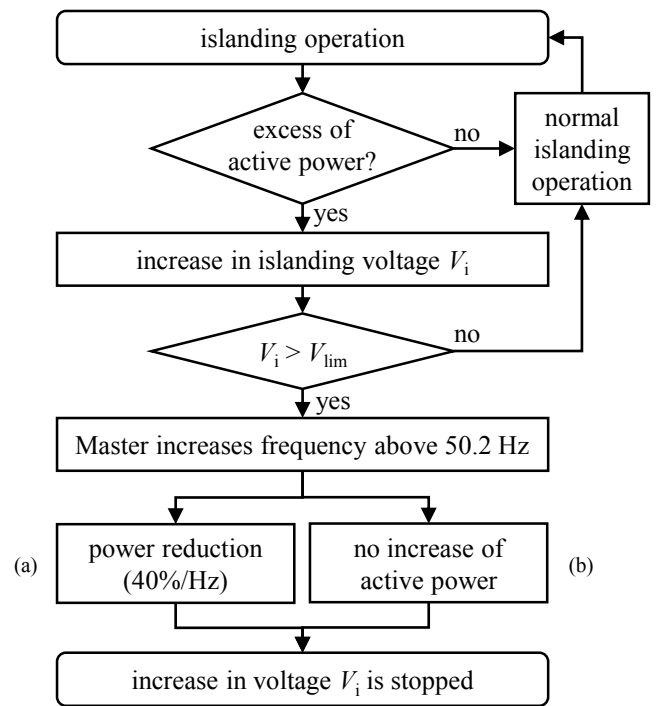 islanding operation
excess of
active power?
no
normal
islanding
operation
yes
increase in islanding voltage Vi
Vi > Vlim
no
yes
Master increases frequency above 50.2 Hz
(a)
power reduction
(40%/Hz)
no increase of
active power
(b)
increase in voltage Vi is stopped